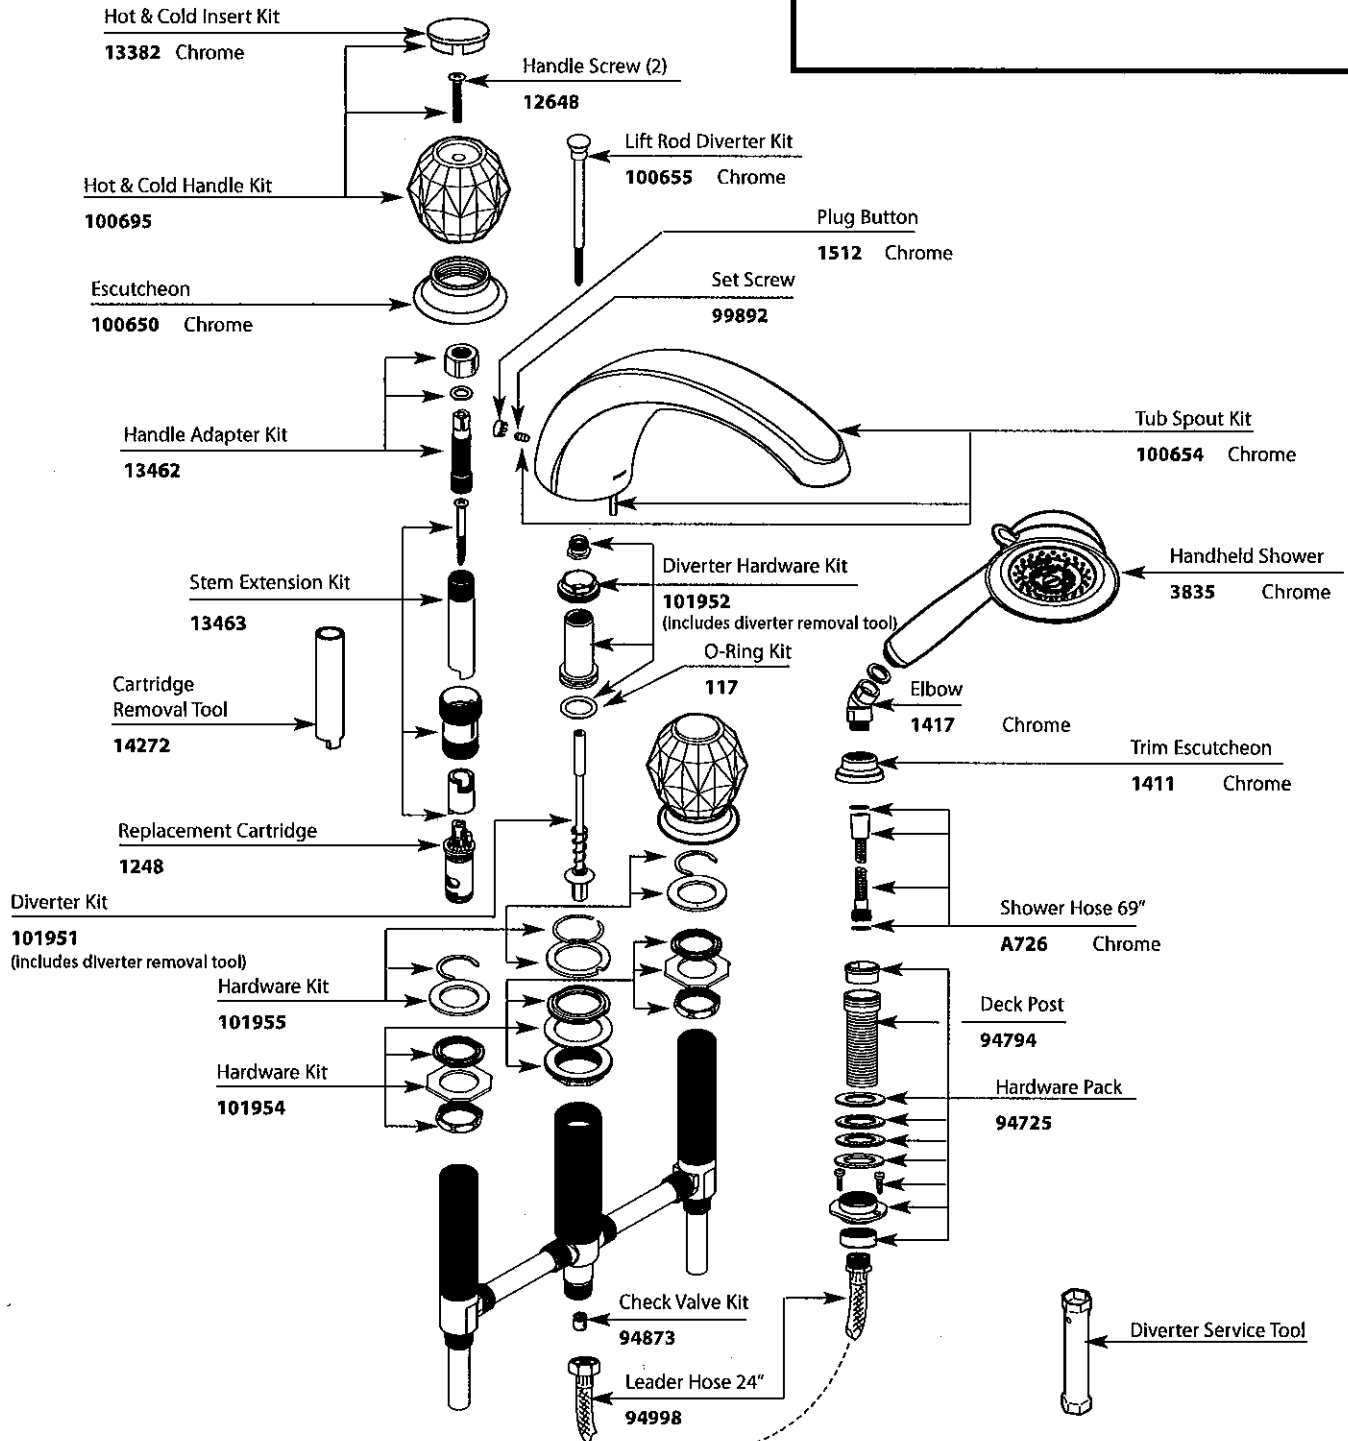 Hot & Cold Insert Kit
13382 Chrome
Handle Screw (2)
12648
Lift Rod Diverter Kit
100655 Chrome
Hot & Cold Handle Kit
100695
Plug Button
1512 Chrome
Set Screw
99892
Escutcheon
100650 Chrome
Tub Spout Kit
100654 Chrome
Handle Adapter Kit
13462
Diverter Hardware Kit
101952
(includes diverter removal tool)
Handheld Shower
3835 Chrome
Stem Extension Kit
13463
O-Ring Kit
117
Cartridge
Removal Tool
14272
Elbow
1417 Chrome
Trim Escutcheon
1411 Chrome
Replacement Cartridge
1248
Diverter Kit
101951
(includes diverter removal tool)
Shower Hose 69"
A726 Chrome
Hardware Kit
101955
Deck Post
94794
Hardware Kit
101954
Hardware Pack
94725
Check Valve Kit
94873
Diverter Service Tool
Leader Hose 24"
94998